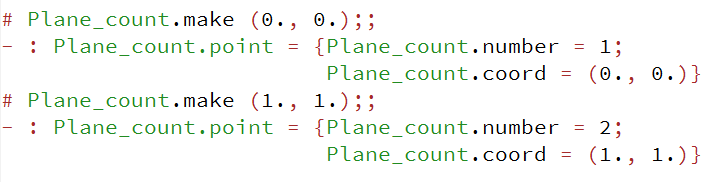 # Plane_count.make (0., 0.);;
- : Plane_count.point = {Plane_count.number = 1;
                         Plane_count.coord = (0., 0.)}
# Plane_count.make (1., 1.);;
- : Plane_count.point = {Plane_count.number = 2;
                         Plane_count.coord = (1., 1.)}